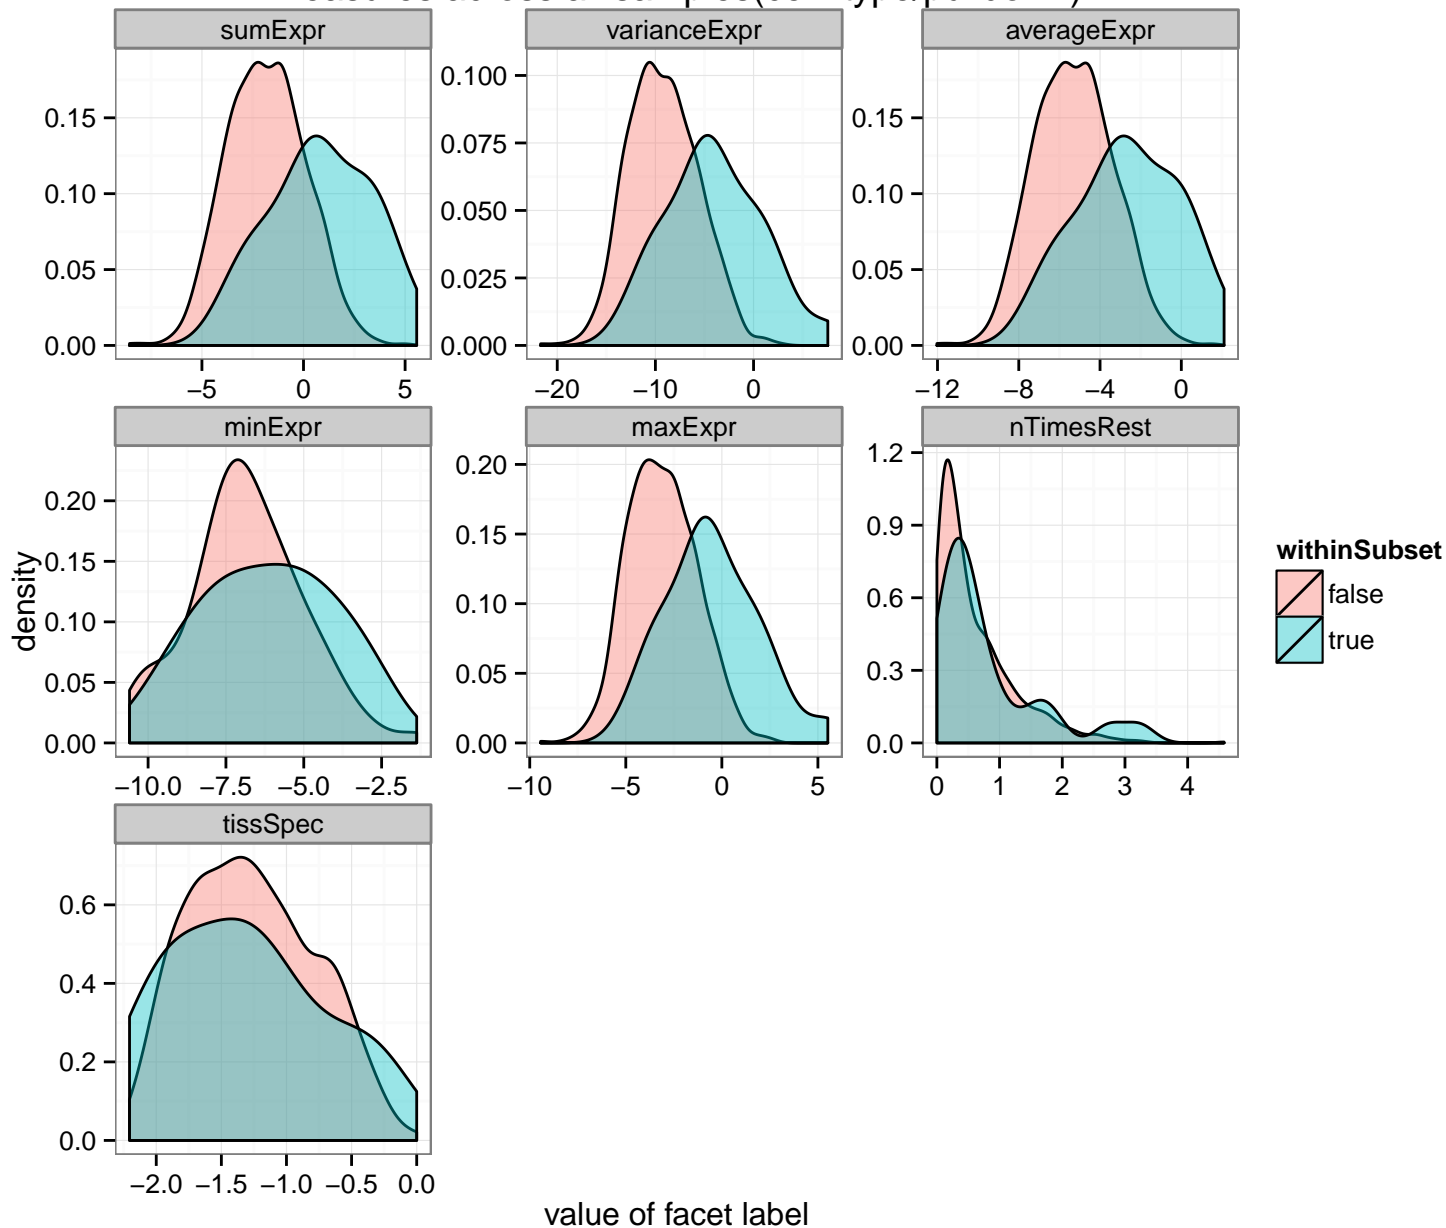 across
sumExpr varianceExpr averageExpr
0.15 0.10 0.05 0.00
0.100 0.075 0.050 0.025 0.000
0.15 0.10 0.05 0.00
−5 0 5
−20 −10 0
−12 −8 −4 0
minExpr maxExpr nTimesRest
0.20 0.15 0.10 0.05 0.00
0.20 0.15 0.10 0.05 0.00
1.2 0.9 0.6 0.3 0.0
−10.0 −7.5 −5.0 −2.5
−10 −5 0 5
0 1 2 3 4
tissSpec
0.6 0.4 0.2 0.0
−2.0 −1.5 −1.0 −0.5 0.0
density
value of facet label
withinSubset
false
true